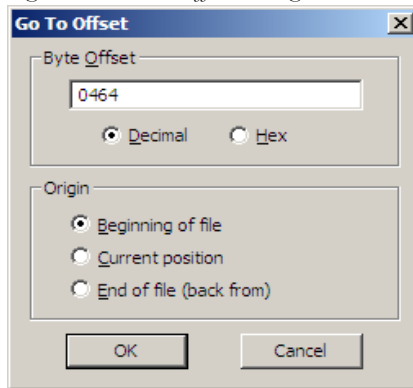 Go To Offset
Byte Offset
0464
Decimal Hex
Origin
Beginning of file
Current position
End of file (back from)
OK Cancel